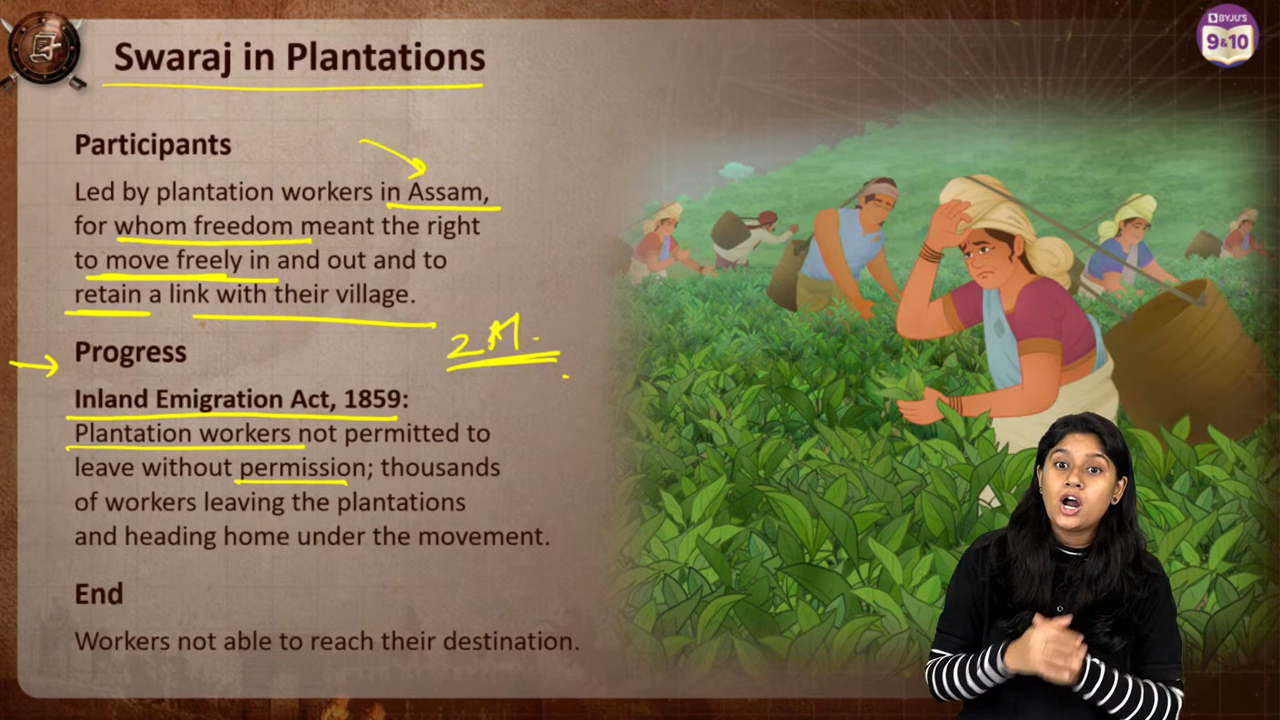 BYJU'S
9&10
Swaraj in Plantations
Participants
Led by plantation workers in Assam,
for whom freedom meant the right
to move freely in and out and to
retain a link with their village.
2 M.
Progress
Inland Emigration Act, 1859:
Plantation workers not permitted to
leave without permission; thousands
of workers leaving the plantations
and heading home under the movement.
End
Workers not able to reach their destination.